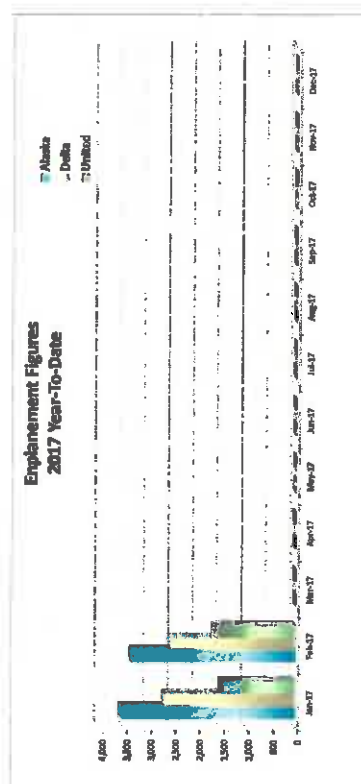 Enplanement Figures
2017 Year-To-Date
Alaska
Delta
United
4,000
3,500
3,000
2,500
2,000
1,500
1,000
500
0
Jan-17
Feb-17
Mar-17
Apr-17
May-17
Jun-17
Jul-17
Aug-17
Sep-17
Oct-17
Nov-17
Dec-17